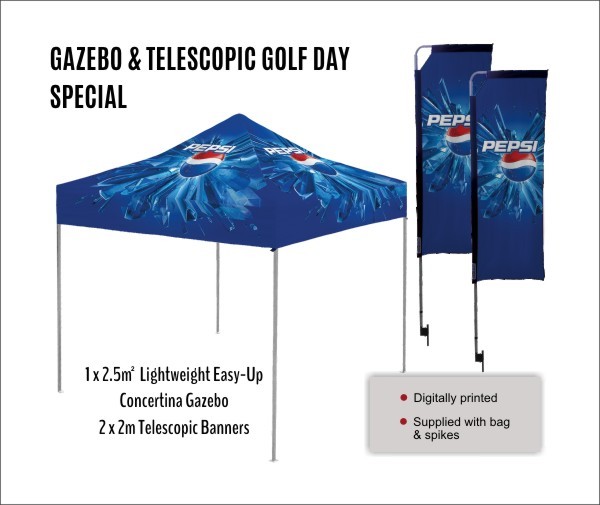 GAZEBO & TELESCOPIC GOLF DAY
SPECIAL
PEPSI
PEPSI
PEPSI
PEPSI
1 x 2.5m² Lightweight Easy-Up
Concertina Gazebo
2 x 2m Telescopic Banners
• Digitally printed
• Supplied with bag
& spikes